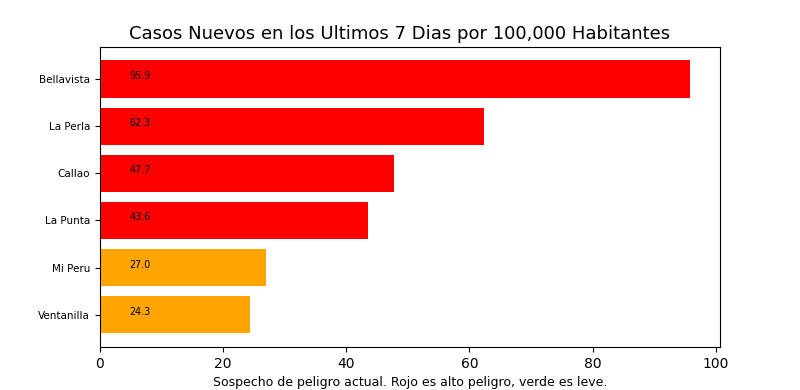 Casos Nuevos en los Ultimos 7 Dias por 100,000 Habitantes
Bellavista 95.9
La Perla 62.3
Callao 47.7
La Punta 43.6
Mi Peru 27.0
Ventanilla 24.3
0 20 40 60 80 100
Sospecho de peligro actual. Rojo es alto peligro, verde es leve.